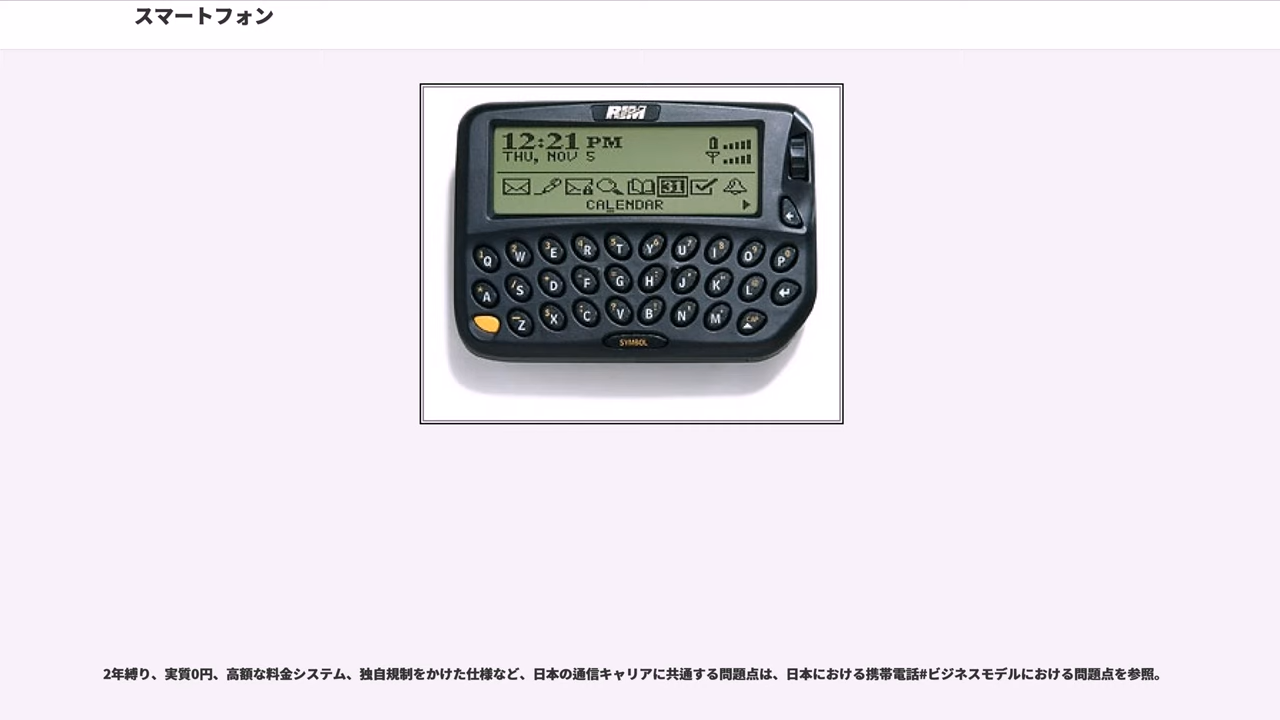 スマートフォン
RIM
12:21 PM
THU, NOV 5
31
CALENDAR
Q W E R T Y U I O P
A S D F G H J K L
Z X C V B N M CAP
SYMBOL
2年縛り、実質0円、高額な料金システム、独自規制をかけた仕様など、日本の通信キャリアに共通する問題点は、日本における携帯電話#ビジネスモデルにおける問題点を参照。